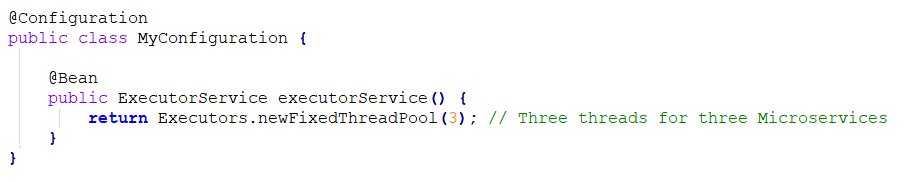 @Configuration
public class MyConfiguration {
@Bean
public ExecutorService executorService() {
return Executors.newFixedThreadPool(3); // Three threads for three Microservices
}
}